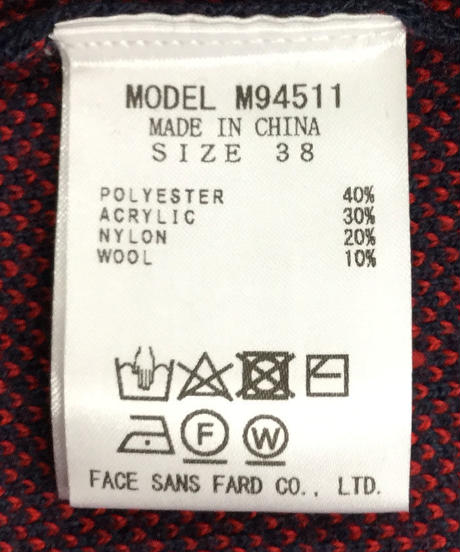 MODEL M94511
MADE IN CHINA
SIZE 38
POLYESTER 40%
ACRYLIC 30%
NYLON 20%
WOOL 10%
F W
FACE SANS FARD CO., LTD.